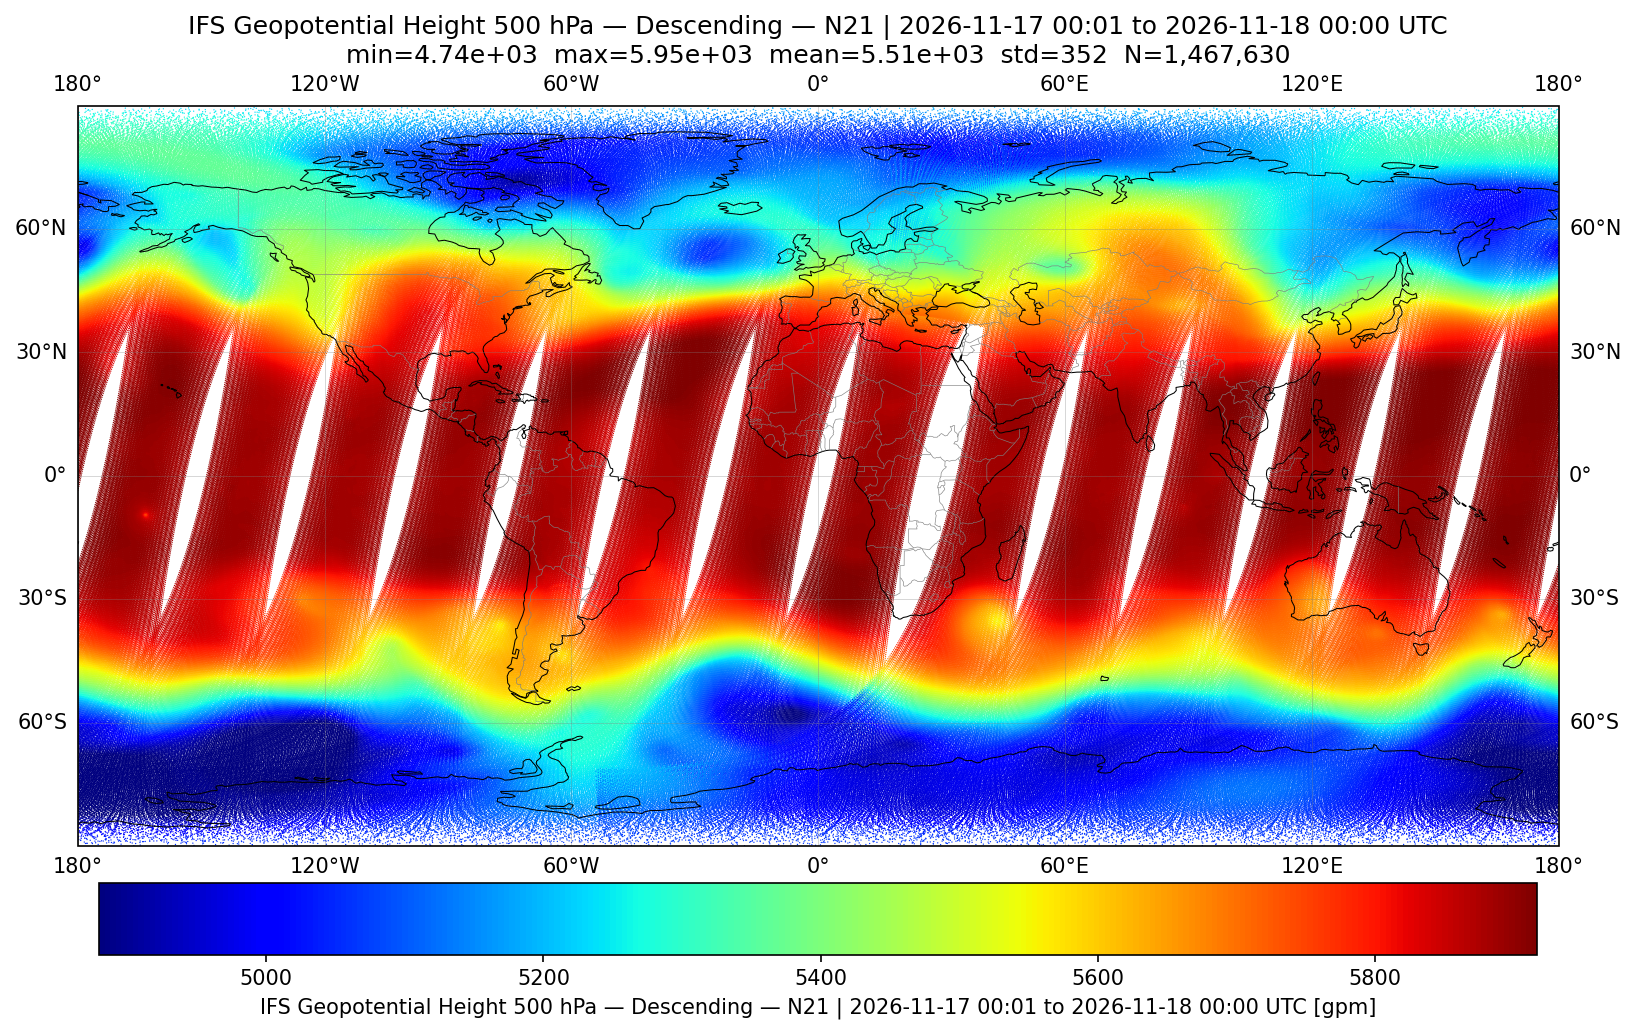 IFS Geopotential Height 500 hPa — Descending — N21 | 2026-11-17 00:01 to 2026-11-18 00:00 UTC
min=4.74e+03 max=5.95e+03 mean=5.51e+03 std=352 N=1,467,630
180° 120°W 60°W 0° 60°E 120°E 180°
60°N 60°N
30°N 30°N
0° 0°
30°S 30°S
60°S 60°S
180° 120°W 60°W 0° 60°E 120°E 180°
5000 5200 5400 5600 5800
IFS Geopotential Height 500 hPa — Descending — N21 | 2026-11-17 00:01 to 2026-11-18 00:00 UTC [gpm]